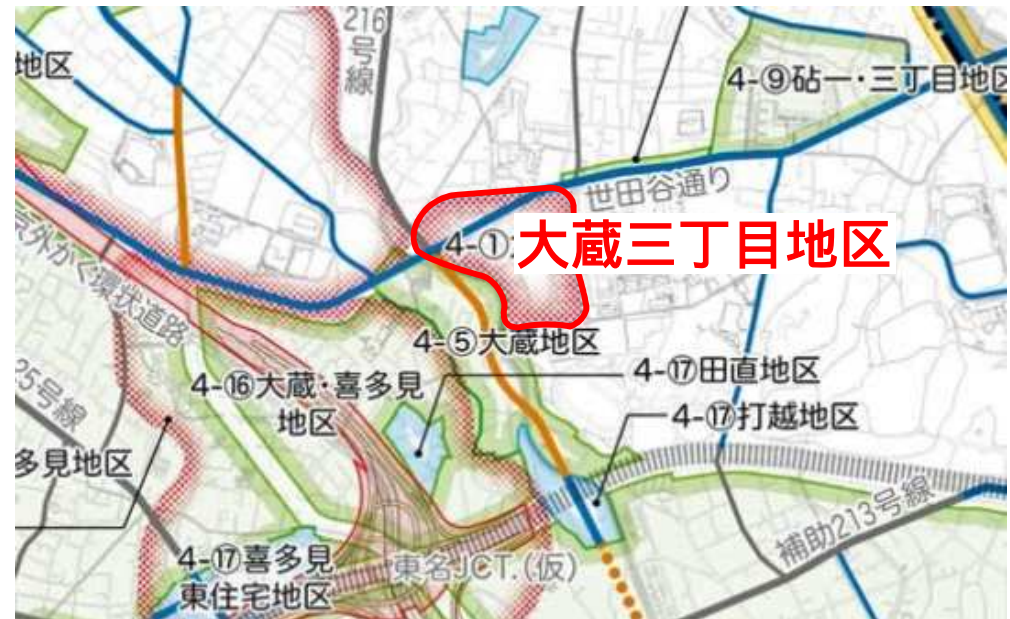 216
号線
地区
4-⑨砧一・三丁目地区
世田谷通り
4-①
大蔵三丁目地区
京外かく環状道路
4-⑤大蔵地区
4-⑯大蔵・喜多見
地区
4-⑰田直地区
4-⑰打越地区
25号線
多見地区
補助213号線
4-⑰喜多見
東住宅地区
東名JCT.(仮)